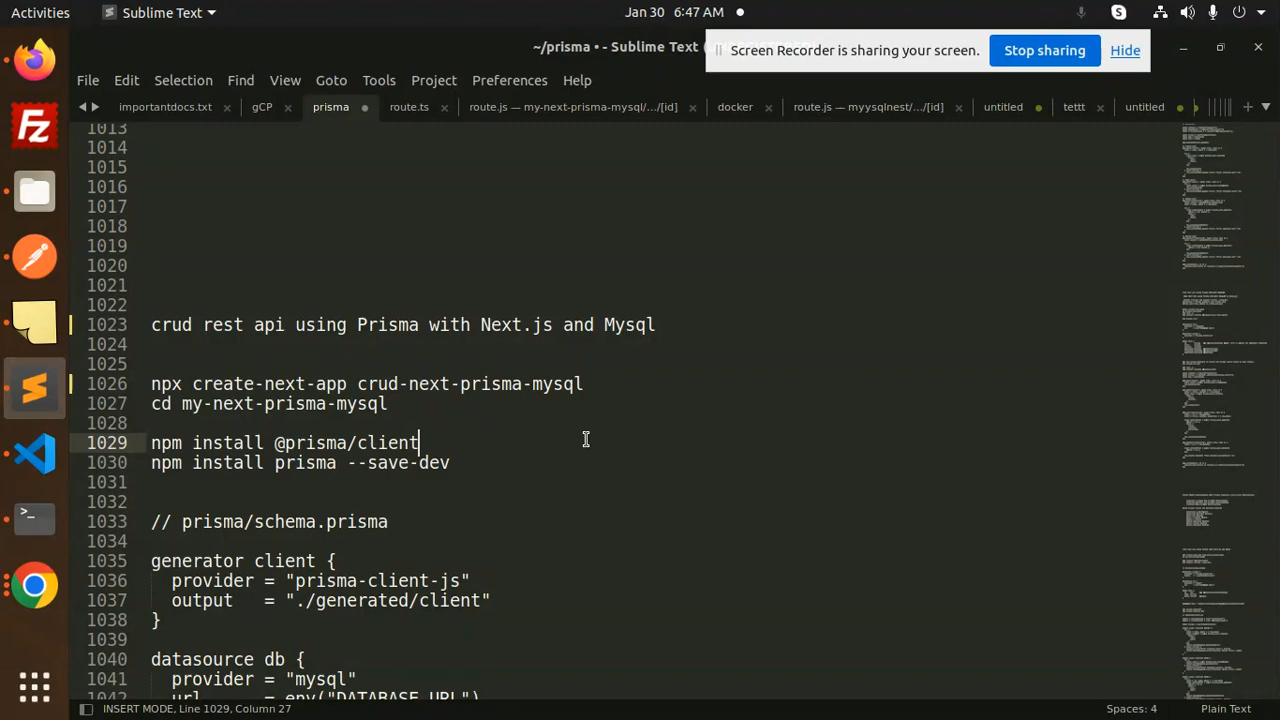 Activities
Sublime Text
Jan 30 6:47 AM
~/prisma • - Sublime Text
Screen Recorder is sharing your screen.
Stop sharing
Hide
File Edit Selection Find View Goto Tools Project Preferences Help
importantdocs.txt
gCP
prisma
route.ts
route.js — my-next-prisma-mysql/.../[id]
docker
route.js — myysqlnest/.../[id]
untitled
tettt
untitled
1013
1014
1015
1016
1017
1018
1019
1020
1021
1022
1023 crud rest api using Prisma with Next.js and Mysql
1024
1025
1026 npx create-next-app crud-next-prisma-mysql
1027 cd my-next-prisma-mysql
1028
1029 npm install @prisma/client
1030 npm install prisma --save-dev
1031
1032
1033 // prisma/schema.prisma
1034
1035 generator client {
1036 provider = "prisma-client-js"
1037 output = "./generated/client"
1038 }
1039
1040 datasource db {
1041 provider = "mysql"
1042 url = env("DATABASE_URL")
INSERT MODE, Line 1029, Column 27
Spaces: 4
Plain Text